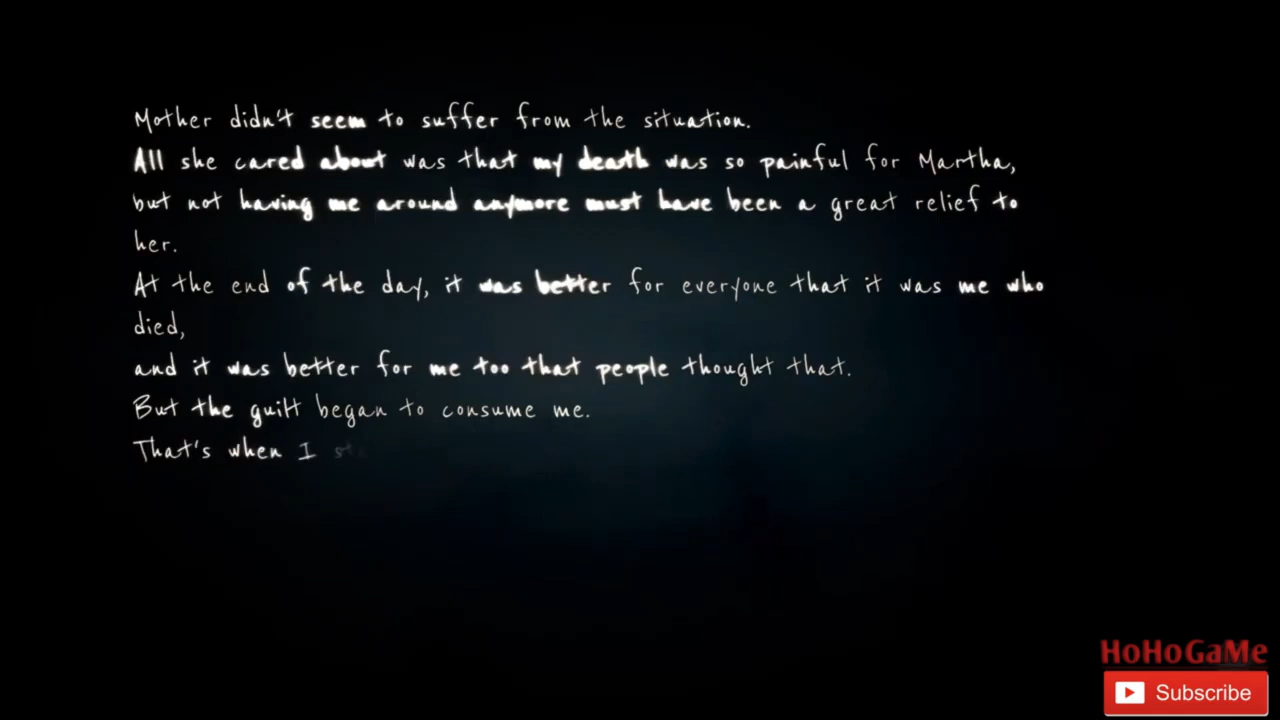 Mother didn't seem to suffer from the situation.
All she cared about was that my death was so painful for Martha,
but not having me around anymore must have been a great relief to
her.
At the end of the day, it was better for everyone that it was me who
died,
and it was better for me too that people thought that.
But the guilt began to consume me.
That's when I
HoHoGaMe
Subscribe